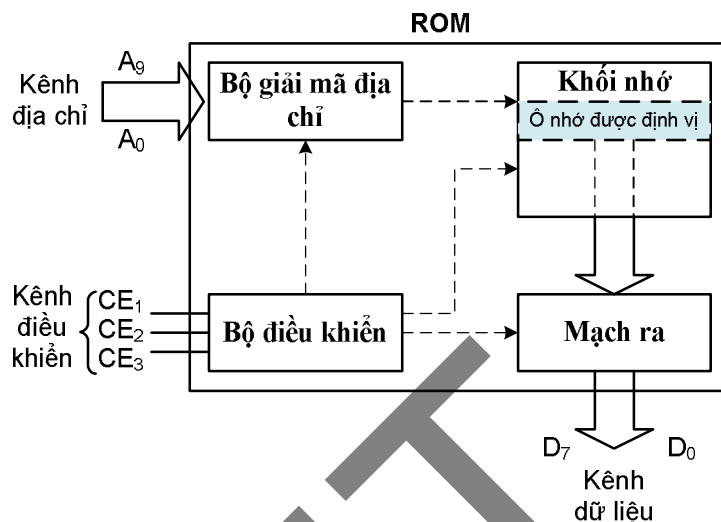 ROM
A9
Kênh
địa chỉ
A0
Bộ giải mã địa
chỉ
Khối nhớ
Ô nhớ được định vị
Kênh
điều
khiển
CE1
CE2
CE3
Bộ điều khiển
Mạch ra
D7
D0
Kênh
dữ liệu